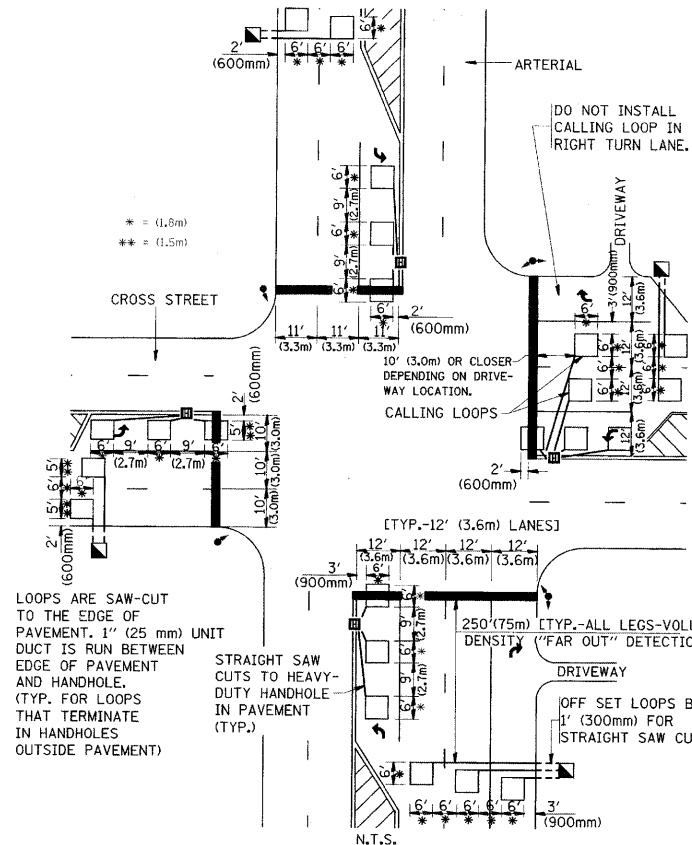 2'
(600mm)
6' 6' 6'
* * *
6'
*
ARTERIAL
DO NOT INSTALL
CALLING LOOP IN
RIGHT TURN LANE.
DRIVEWAY
* = (1.8m)
** = (1.5m)
6' *
9' (2.7m)
6' *
9' (2.7m)
6' *
6'
*
2'
(600mm)
CROSS STREET
11' 11' 11'
(3.3m) (3.3m) (3.3m)
3' (900mm)
12' (3.6m)
6'
*
10' (3.0m) OR CLOSER
DEPENDING ON DRIVE-
WAY LOCATION.
CALLING LOOPS
6' * 12' (3.6m) 6' *
6' * 6' *
6' * 12' (3.6m) 6' *
12' (3.6m)
2'
(600mm)
2'
(600mm)
5' ** 10' (3.0m)
6' 9' 6' 9' 6'
* (2.7m) * (2.7m) *
10' (3.0m)
10' (3.0m)
5' **
6' *
6'
*
5' **
2'
(600mm)
[TYP.-12' (3.6m) LANES]
12' 12' 12' 12'
(3.6m) (3.6m) (3.6m) (3.6m)
3'
(900mm)
6'
*
6' *
9' (2.7m)
6' *
9' (2.7m)
6' *
LOOPS ARE SAW-CUT
TO THE EDGE OF
PAVEMENT. 1" (25 mm) UNIT
DUCT IS RUN BETWEEN
EDGE OF PAVEMENT
AND HANDHOLE.
(TYP. FOR LOOPS
THAT TERMINATE
IN HANDHOLES
OUTSIDE PAVEMENT)
STRAIGHT SAW
CUTS TO HEAVY-
DUTY HANDHOLE
IN PAVEMENT
(TYP.)
250'(75m) [TYP.-ALL LEGS-VOLU
DENSITY ("FAR OUT" DETECTIO
DRIVEWAY
OFF SET LOOPS B
1' (300mm) FOR
STRAIGHT SAW CU
6' *
6' 6' 6' 6' 6'
* * * * *
3'
(900mm)
N.T.S.